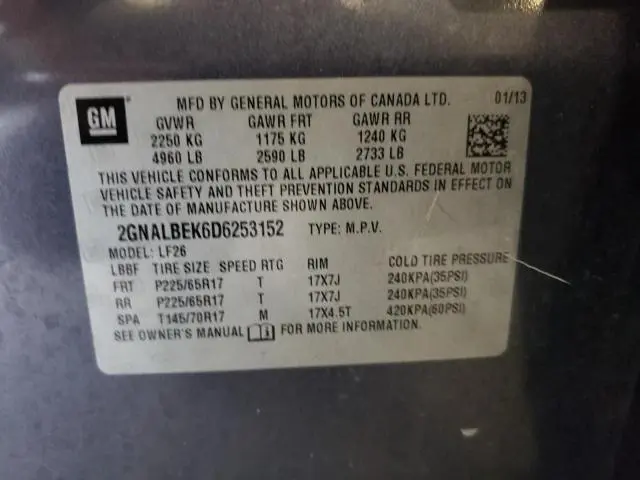 GM
MFD BY GENERAL MOTORS OF CANADA LTD. 01/13
GVWR GAWR FRT GAWR RR
2250 KG 1175 KG 1240 KG
4960 LB 2590 LB 2733 LB
THIS VEHICLE CONFORMS TO ALL APPLICABLE U.S. FEDERAL MOTOR
VEHICLE SAFETY AND THEFT PREVENTION STANDARDS IN EFFECT ON
THE DATE OF MANUFACTURE SHOWN ABOVE.
2GNALBEK6D6253152 TYPE: M.P.V.
MODEL: LF26
LBBF TIRE SIZE SPEED RTG RIM COLD TIRE PRESSURE
FRT P225/65R17 T 17X7J 240KPA(35PSI)
RR P225/65R17 T 17X7J 240KPA(35PSI)
SPA T145/70R17 M 17X4.5T 420KPA(60PSI)
SEE OWNER'S MANUAL FOR MORE INFORMATION.